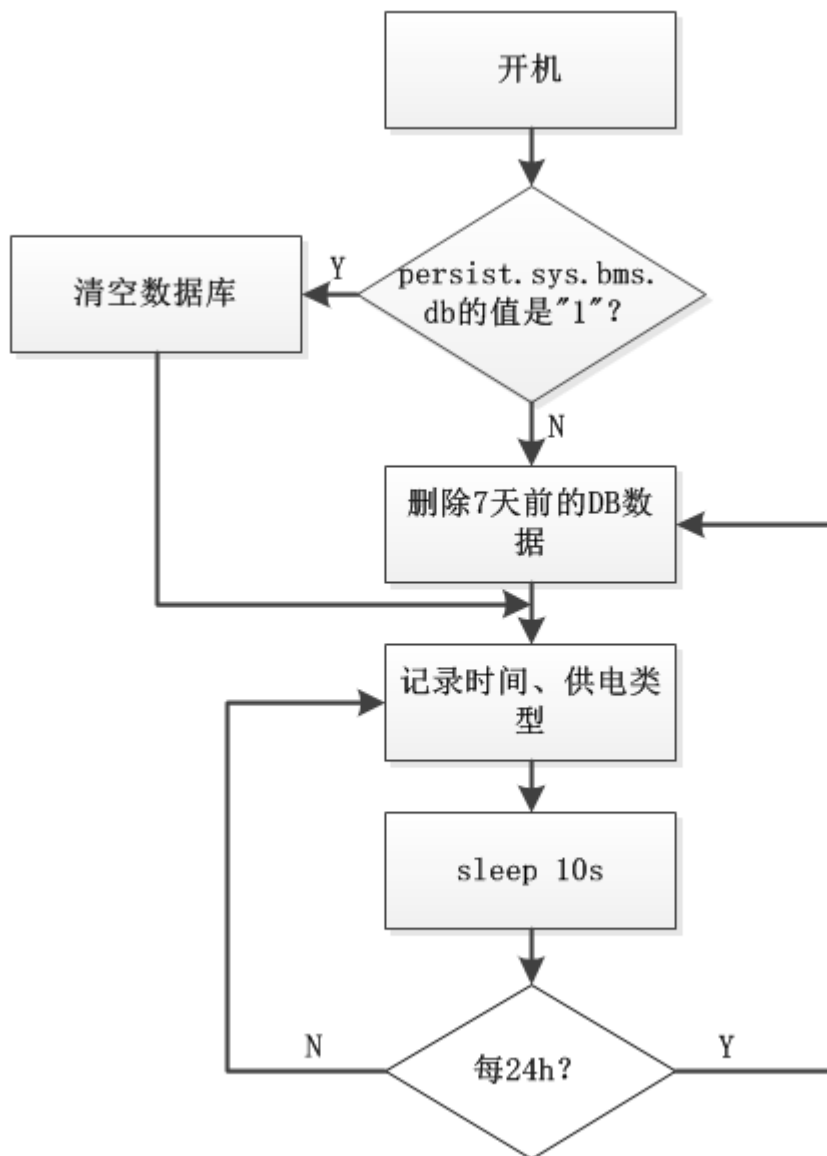 开机
Y
persist.sys.bms.
db的值是"1"?
清空数据库
N
删除7天前的DB数
据
记录时间、供电类
型
sleep 10s
N
每24h?
Y